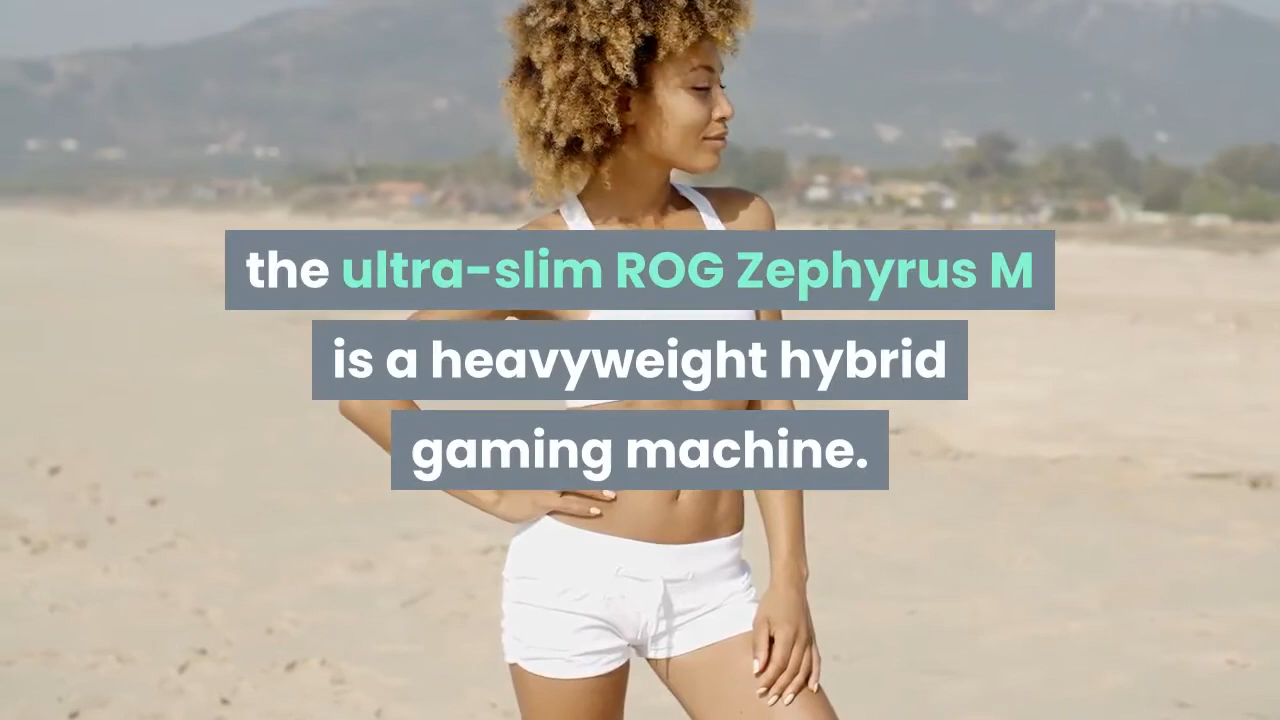 the ultra-slim ROG Zephyrus M
is a heavyweight hybrid
gaming machine.